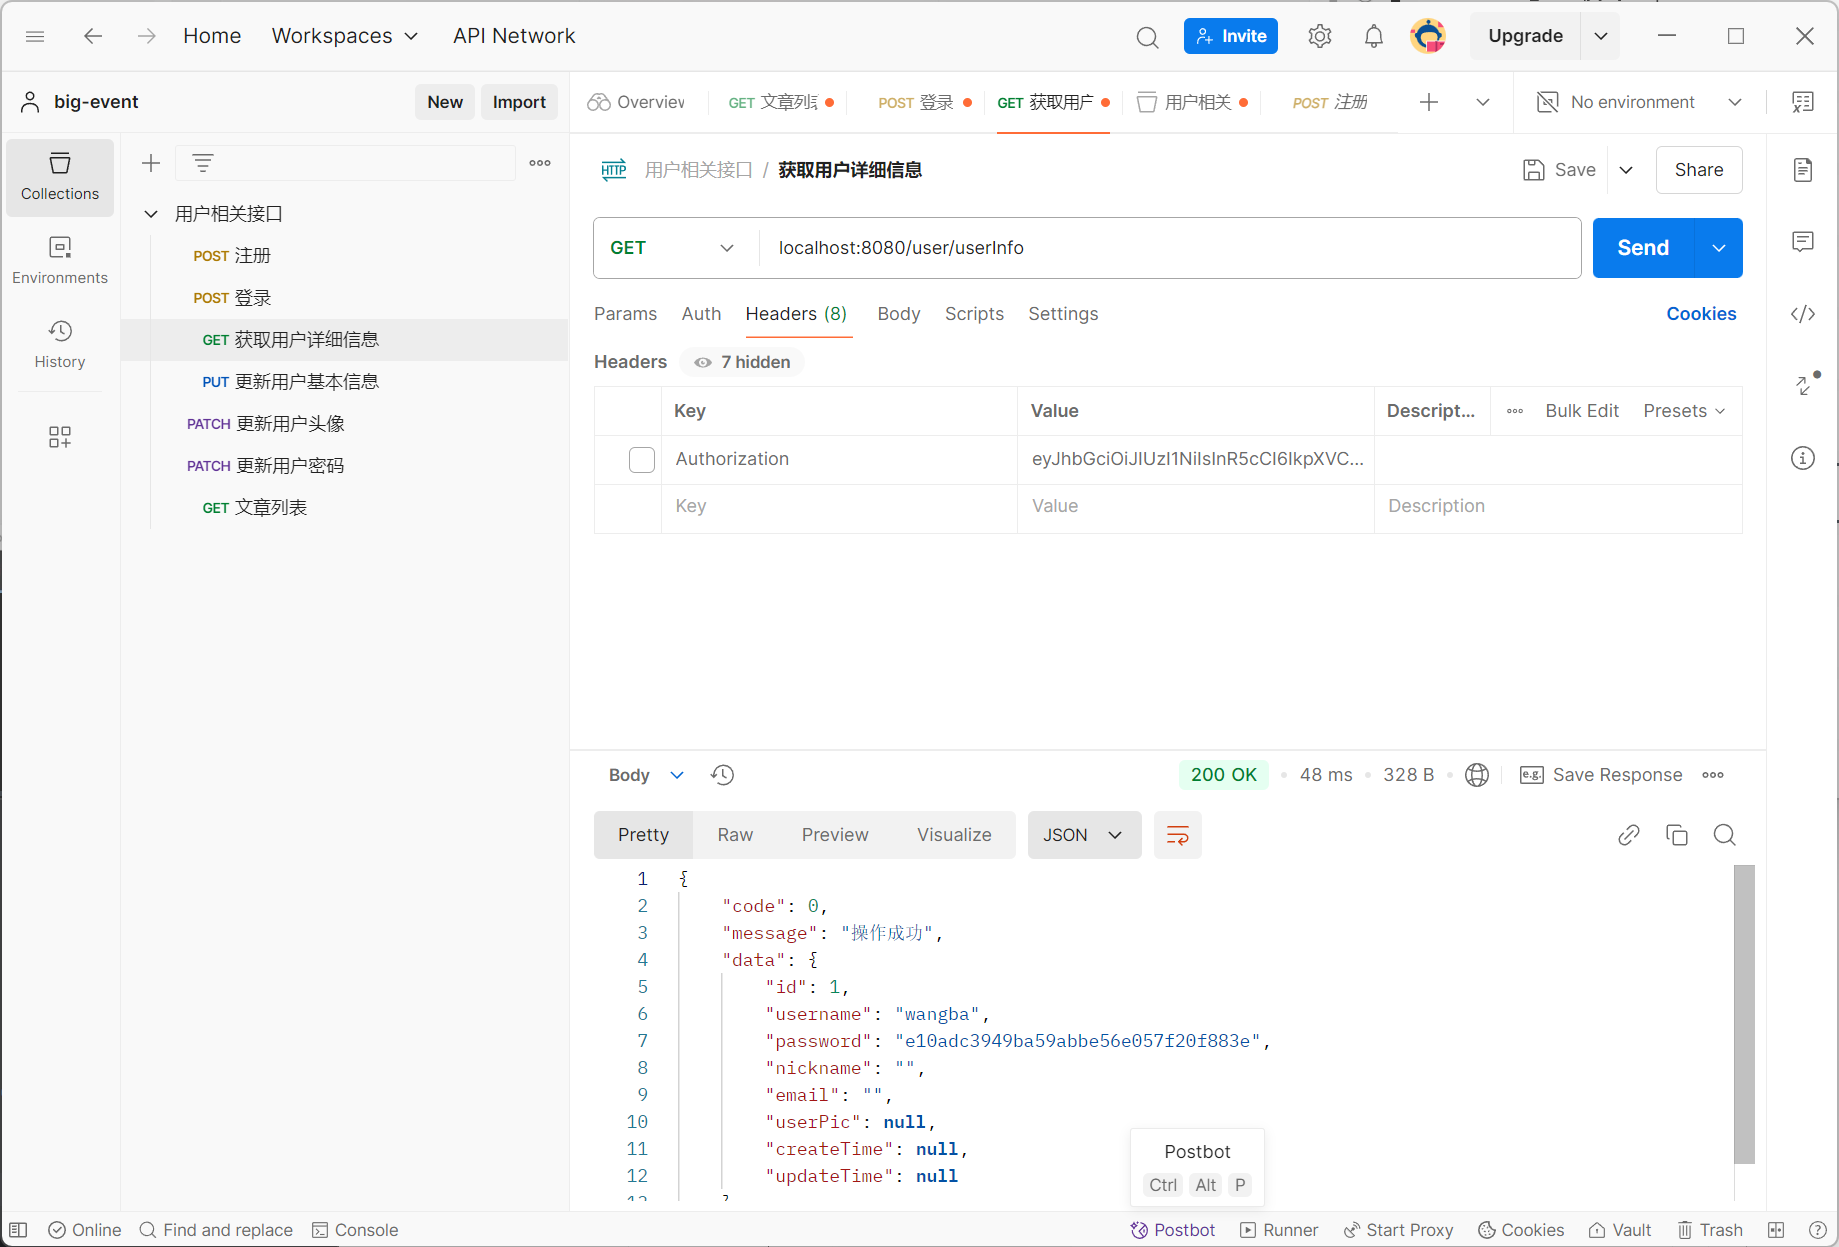 Home Workspaces API Network Invite Upgrade
big-event New Import Overview GET 文章列表 POST 登录 GET 获取用户 用户相关 POST 注册 No environment
Collections
Environments
History
用户相关接口
POST 注册
POST 登录
GET 获取用户详细信息
PUT 更新用户基本信息
PATCH 更新用户头像
PATCH 更新用户密码
GET 文章列表
HTTP 用户相关接口 / 获取用户详细信息 Save Share
GET localhost:8080/user/userInfo Send
Params Auth Headers (8) Body Scripts Settings Cookies
Headers 7 hidden
Key Value Descript... Bulk Edit Presets
Authorization eyJhbGciOiJIUzI1NiIsInR5cCI6IkpXVC...
Key Value Description
Body 200 OK 48 ms 328 B e.g. Save Response
Pretty Raw Preview Visualize JSON
1 {
2 "code": 0,
3 "message": "操作成功",
4 "data": {
5 "id": 1,
6 "username": "wangba",
7 "password": "e10adc3949ba59abbe56e057f20f883e",
8 "nickname": "",
9 "email": "",
10 "userPic": null,
11 "createTime": null,
12 "updateTime": null
Postbot
Ctrl Alt P
Online Find and replace Console Postbot Runner Start Proxy Cookies Vault Trash